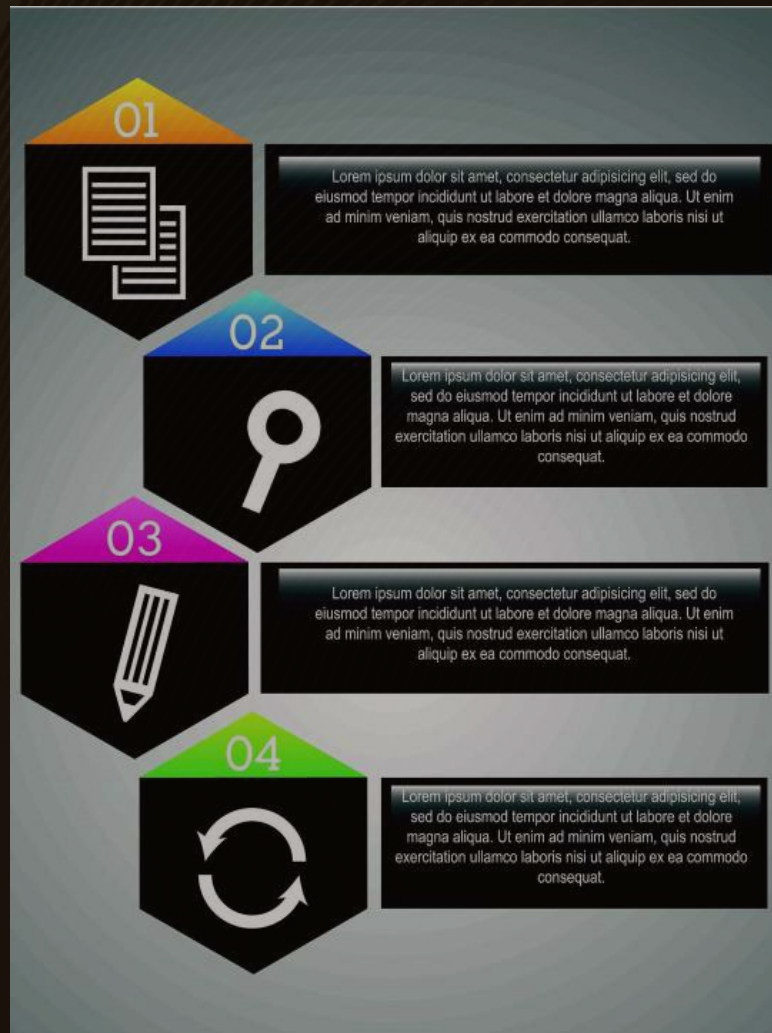 01
Lorem ipsum dolor sit amet, consectetur adipisicing elit, sed do
eiusmod tempor incididunt ut labore et dolore magna aliqua. Ut enim
ad minim veniam, quis nostrud exercitation ullamco laboris nisi ut
aliquip ex ea commodo consequat.
02
Lorem ipsum dolor sit amet, consectetur adipisicing elit,
sed do eiusmod tempor incididunt ut labore et dolore
magna aliqua. Ut enim ad minim veniam, quis nostrud
exercitation ullamco laboris nisi ut aliquip ex ea commodo
consequat.
03
Lorem ipsum dolor sit amet, consectetur adipisicing elit, sed do
eiusmod tempor incididunt ut labore et dolore magna aliqua. Ut enim
ad minim veniam, quis nostrud exercitation ullamco laboris nisi ut
aliquip ex ea commodo consequat.
04
Lorem ipsum dolor sit amet, consectetur adipisicing elit,
sed do eiusmod tempor incididunt ut labore et dolore
magna aliqua. Ut enim ad minim veniam, quis nostrud
exercitation ullamco laboris nisi ut aliquip ex ea commodo
consequat.